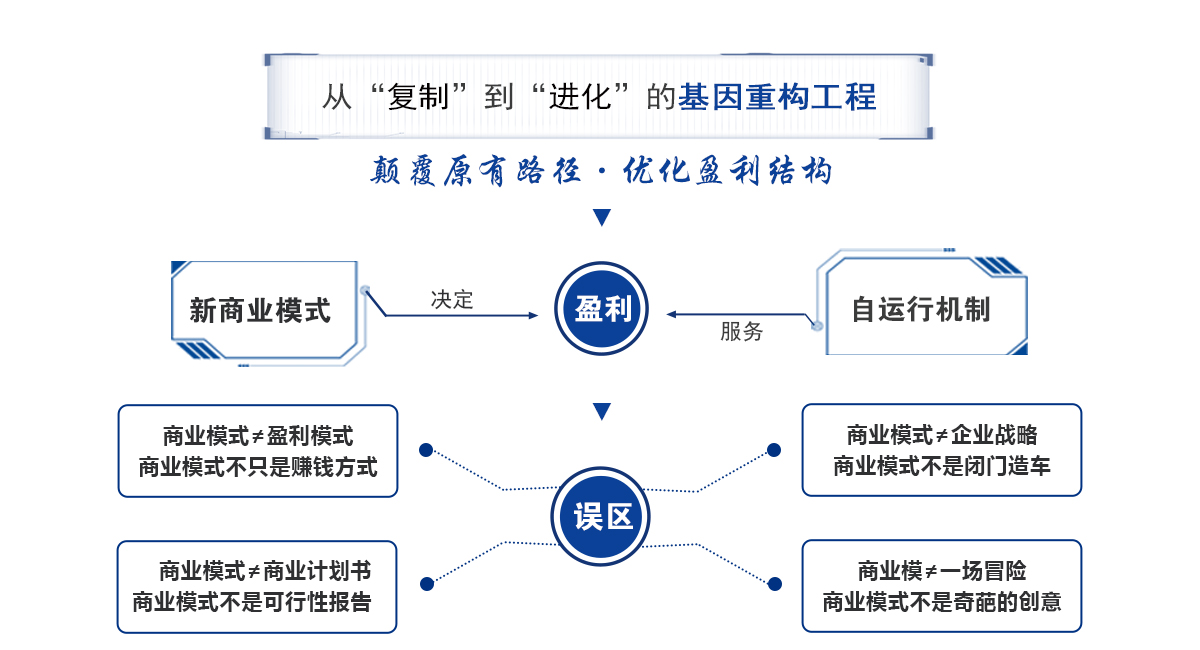 从“复制”到“进化”的基因重构工程
颠覆原有路径·优化盈利结构
新商业模式
决定
盈利
服务
自运行机制
商业模式≠盈利模式
商业模式不只是赚钱方式
商业模式≠企业战略
商业模式不是闭门造车
误区
商业模式≠商业计划书
商业模式不是可行性报告
商业模≠一场冒险
商业模式不是奇葩的创意